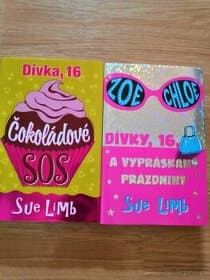 Dívka, 16
Čokoládové
SOS
Sue Limb
ZOE CHLOE
DÍVKY, 16,
A VYPRÁSKANÉ
PRÁZDNINY
Sue Limb